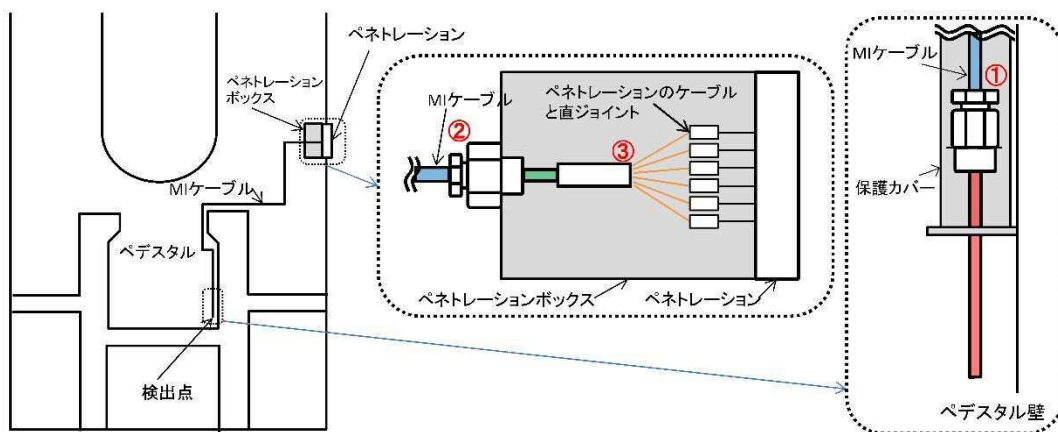 ペネトレーション
ペネトレーション
ボックス
MIケーブル
ペデスタル
検出点
MIケーブル
②
ペネトレーションのケーブル
と直ジョイント
③
ペネトレーションボックス
ペネトレーション
MIケーブル
①
保護カバー
ペデスタル壁